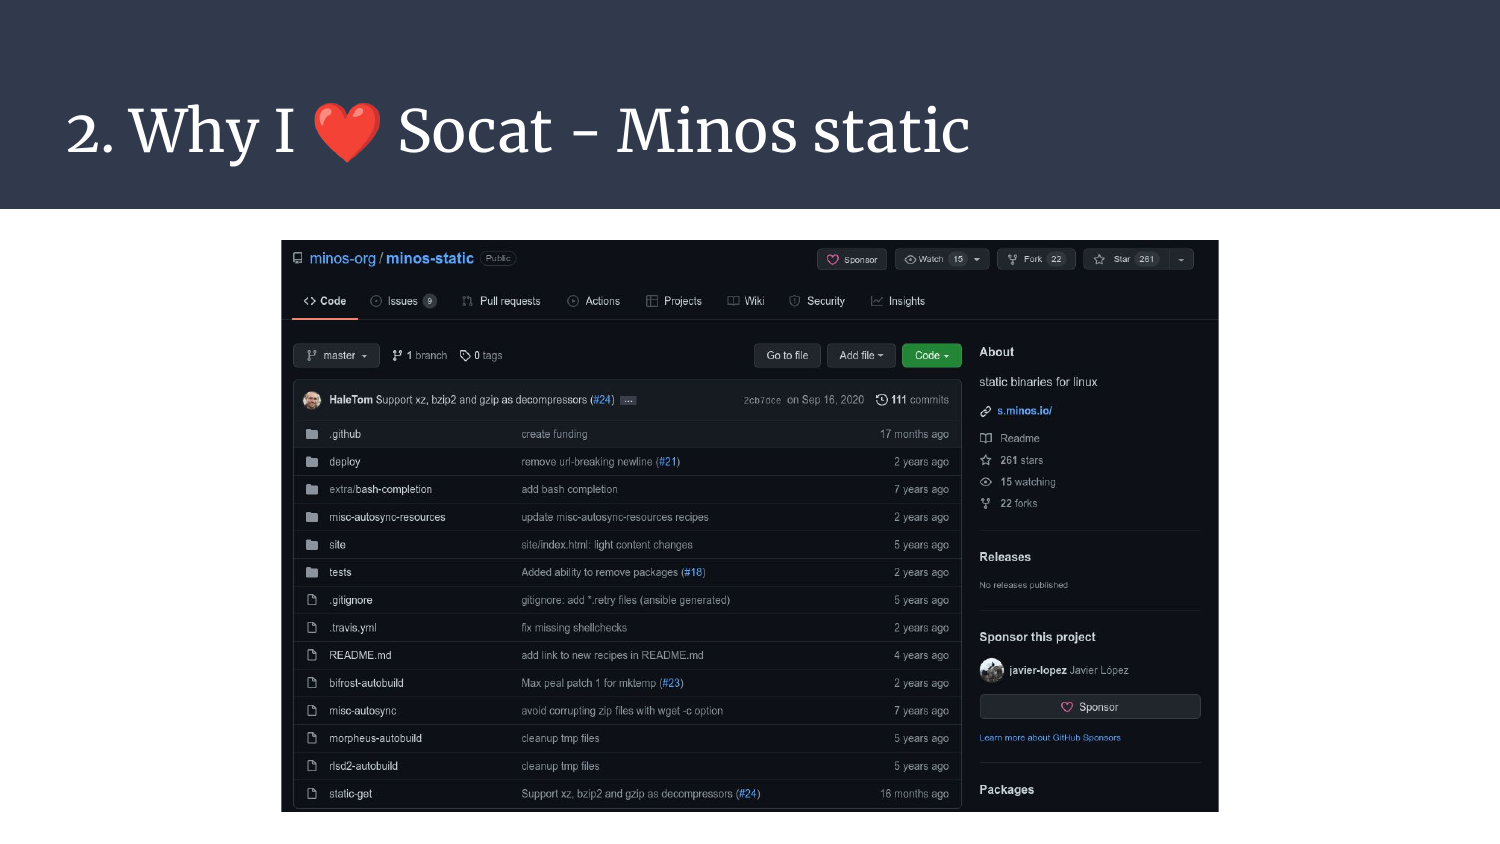 2. Why I ❤️ Socat - Minos static
minos-org / minos-static Public
Sponsor Watch 15 Fork 22 Star 261
Code Issues 9 Pull requests Actions Projects Wiki Security Insights
master 1 branch 0 tags Go to file Add file Code
HaleTom Support xz, bzip2 and gzip as decompressors (#24) ... 2cb7dce on Sep 16, 2020 111 commits
.github create funding 17 months ago
deploy remove url-breaking newline (#21) 2 years ago
extra/bash-completion add bash completion 7 years ago
misc-autosync-resources update misc-autosync-resources recipes 2 years ago
site site/index.html: light content changes 5 years ago
tests Added ability to remove packages (#18) 2 years ago
.gitignore gitignore: add *.retry files (ansible generated) 5 years ago
.travis.yml fix missing shellchecks 2 years ago
README.md add link to new recipes in README.md 4 years ago
bifrost-autobuild Max peal patch 1 for mktemp (#23) 2 years ago
misc-autosync avoid corrupting zip files with wget -c option 7 years ago
morpheus-autobuild cleanup tmp files 5 years ago
rlsd2-autobuild cleanup tmp files 5 years ago
static-get Support xz, bzip2 and gzip as decompressors (#24) 16 months ago
About
static binaries for linux
s.minos.io/
Readme
261 stars
15 watching
22 forks
Releases
No releases published
Sponsor this project
javier-lopez Javier López
Sponsor
Learn more about GitHub Sponsors
Packages